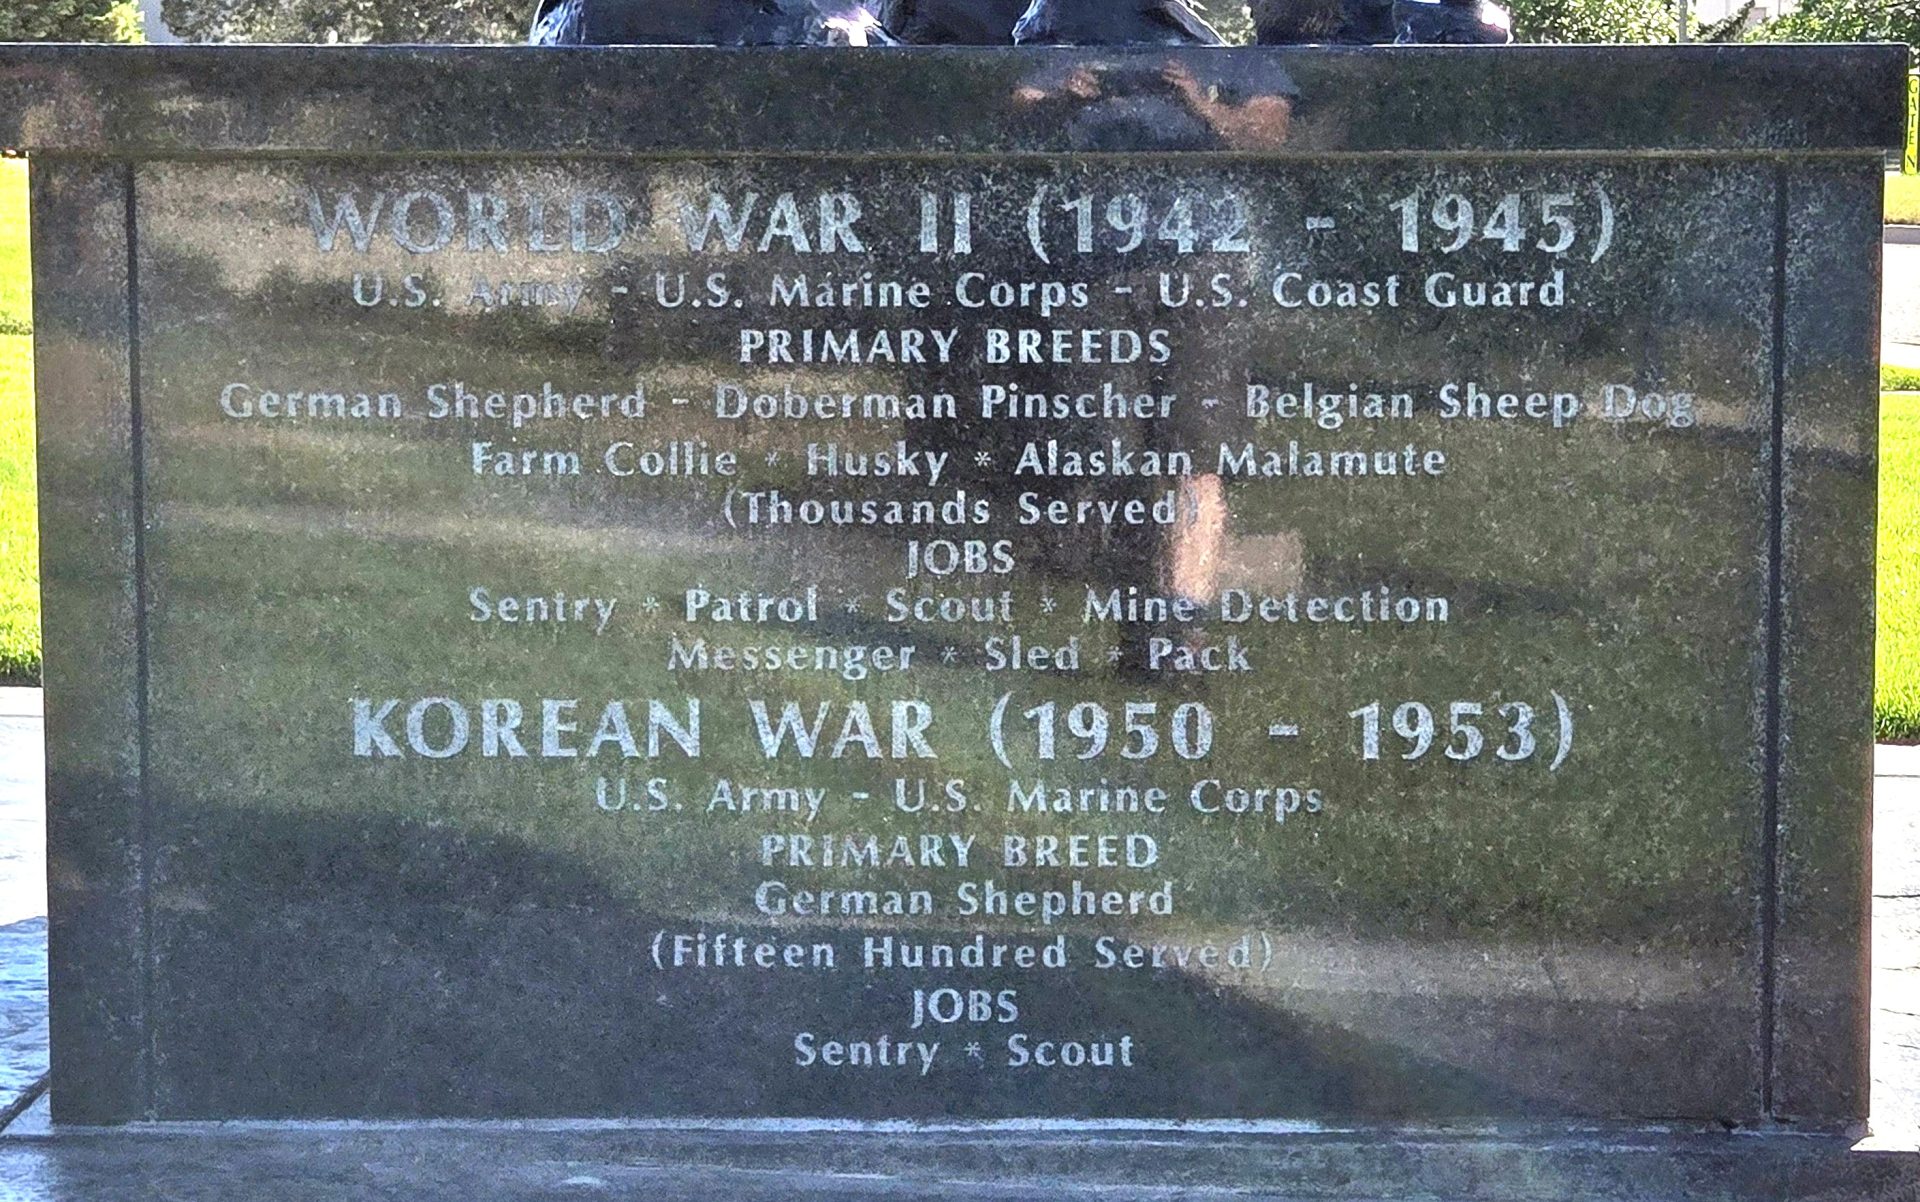 WORLD WAR II (1942 - 1945)
U.S. Army - U.S. Marine Corps - U.S. Coast Guard
PRIMARY BREEDS
German Shepherd - Doberman Pinscher - Belgian Sheep Dog
Farm Collie * Husky * Alaskan Malamute
(Thousands Served)
JOBS
Sentry * Patrol * Scout * Mine Detection
Messenger * Sled * Pack
KOREAN WAR (1950 - 1953)
U.S. Army - U.S. Marine Corps
PRIMARY BREED
German Shepherd
(Fifteen Hundred Served)
JOBS
Sentry * Scout
GATE N